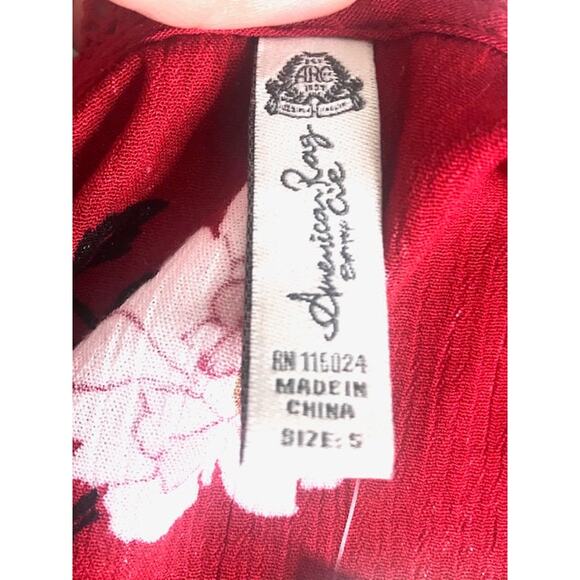 ARC
American Rag
Cie
RN 115024
MADE IN
CHINA
SIZE: S